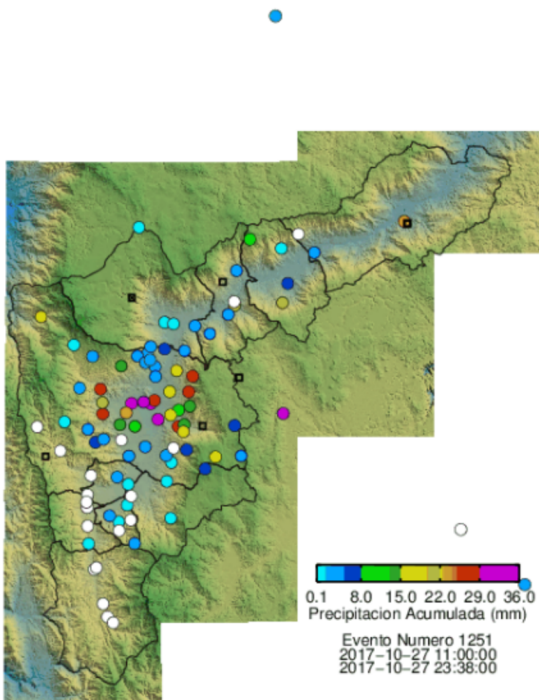 0.1 8.0 15.0 22.0 29.0 36.0
Precipitacion Acumulada (mm)
Evento Numero 1251
2017-10-27 11:00:00
2017-10-27 23:38:00